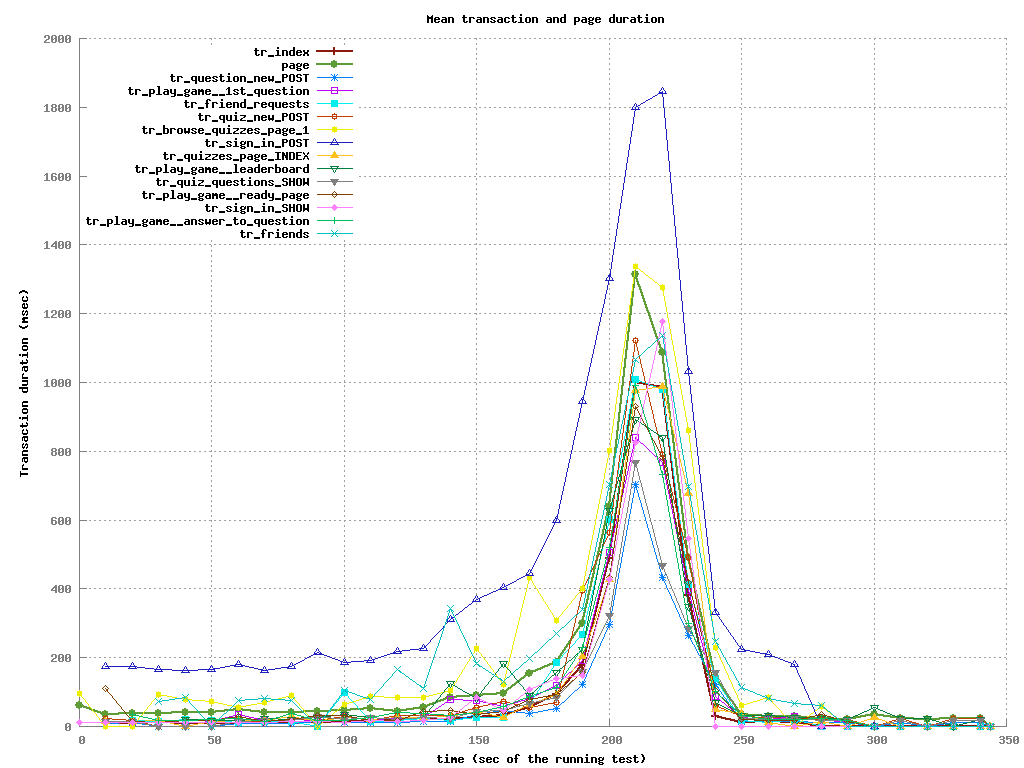 Mean transaction and page duration
2000
1800
1600
1400
1200
1000
800
600
400
200
0
Transaction duration (msec)
tr_index
page
tr_question_new_POST
tr_play_game__1st_question
tr_friend_requests
tr_quiz_new_POST
tr_browse_quizzes_page_1
tr_sign_in_POST
tr_quizzes_page_INDEX
tr_play_game__leaderboard
tr_quiz_questions_SHOW
tr_play_game__ready_page
tr_sign_in_SHOW
tr_play_game__answer_to_question
tr_friends
0 50 100 150 200 250 300 350
time (sec of the running test)